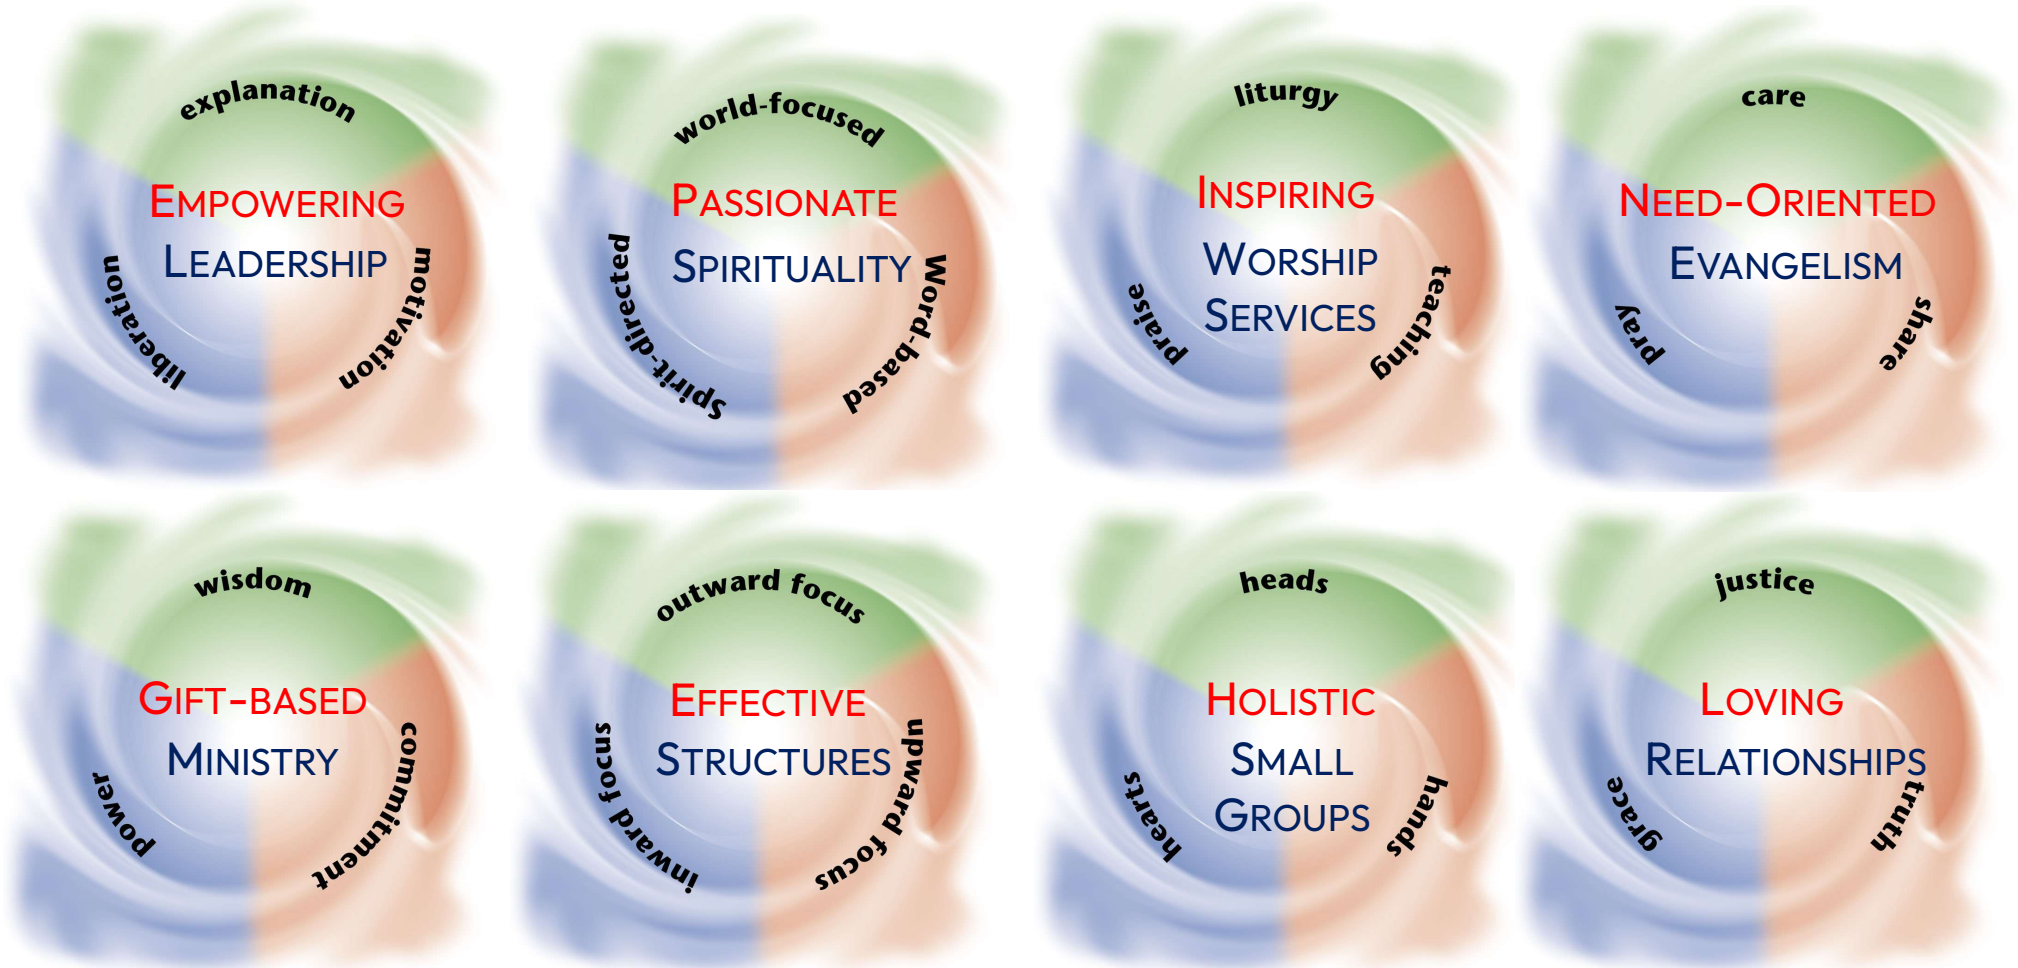 explanation
EMPOWERING
LEADERSHIP
liberation
motivation
world-focused
PASSIONATE
SPIRITUALITY
Spirit-directed
Word-based
liturgy
INSPIRING
WORSHIP
SERVICES
praise
teaching
care
NEED-ORIENTED
EVANGELISM
pray
share
wisdom
GIFT-BASED
MINISTRY
power
commitment
outward focus
EFFECTIVE
STRUCTURES
inward focus
upward focus
heads
HOLISTIC
SMALL
GROUPS
hearts
hands
justice
LOVING
RELATIONSHIPS
grace
truth